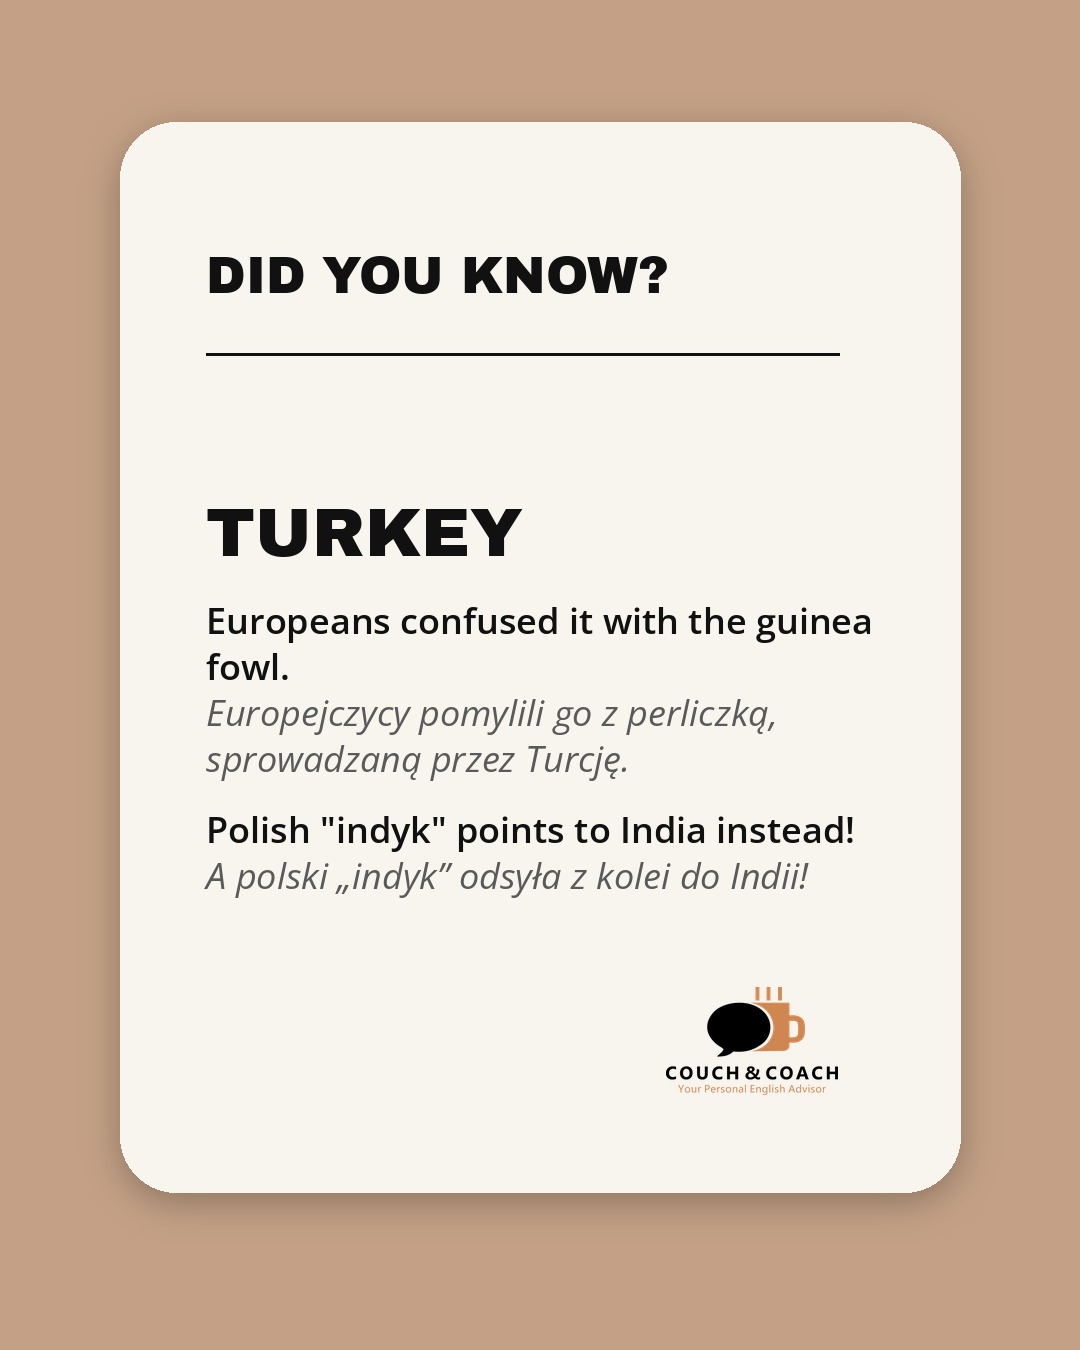 DID YOU KNOW?
TURKEY
Europeans confused it with the guinea
fowl.
Europejczycy pomylili go z perliczką,
sprowadzaną przez Turcję.
Polish "indyk" points to India instead!
A polski „indyk” odsyła z kolei do Indii!
COUCH & COACH
Your Personal English Advisor